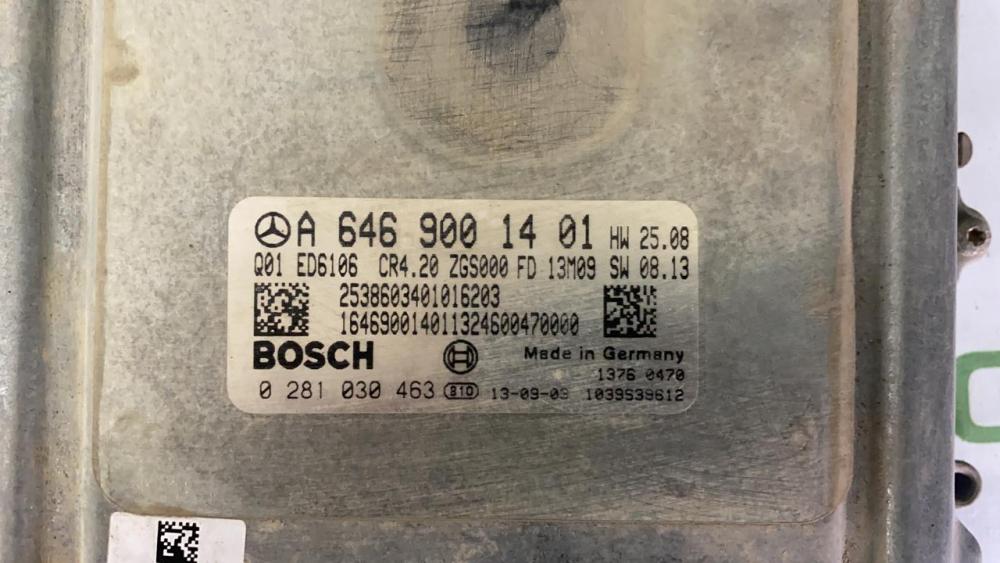 A 646 900 14 01 HW 25.08
Q01 ED6106 CR4.20 ZGS000 FD 13M09 SW 08.13
2538603401016203
164690014011324600470000
BOSCH Made in Germany
1376 0470
0 281 030 463 810 13-09-09 1039S39612